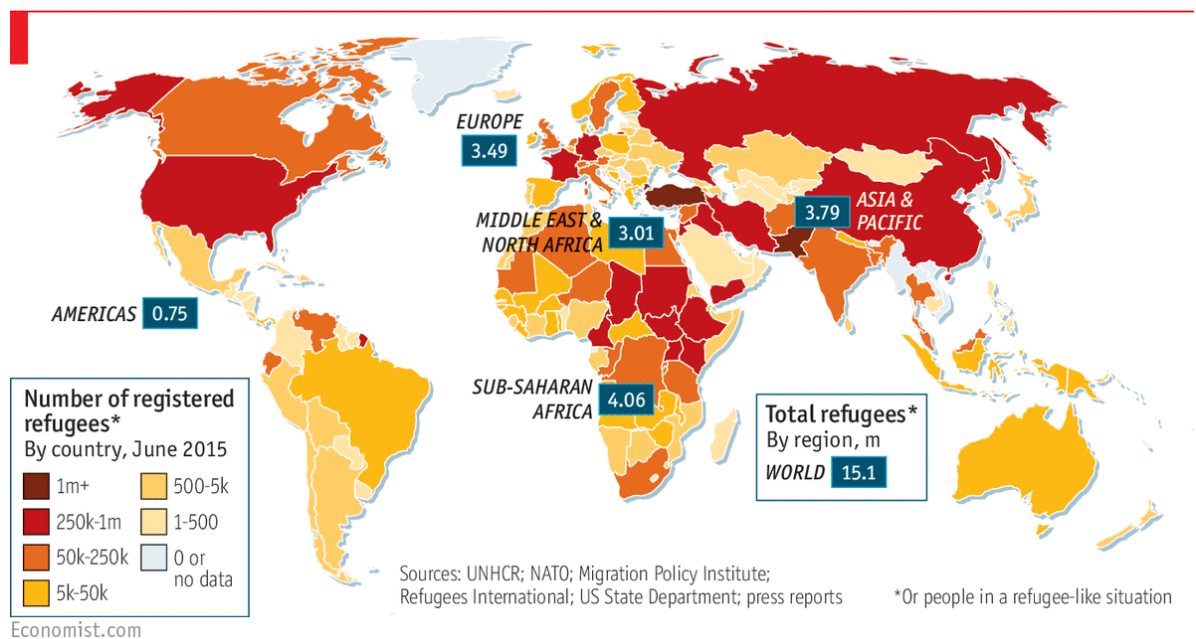 EUROPE
3.49
MIDDLE EAST &
NORTH AFRICA
3.01
3.79
ASIA &
PACIFIC
AMERICAS
0.75
SUB-SAHARAN
AFRICA
4.06
Number of registered
refugees*
By country, June 2015
1m+
250k-1m
50k-250k
5k-50k
500-5k
1-500
0 or
no data
Total refugees*
By region, m
WORLD 15.1
Sources: UNHCR; NATO; Migration Policy Institute;
Refugees International; US State Department; press reports
*Or people in a refugee-like situation
Economist.com